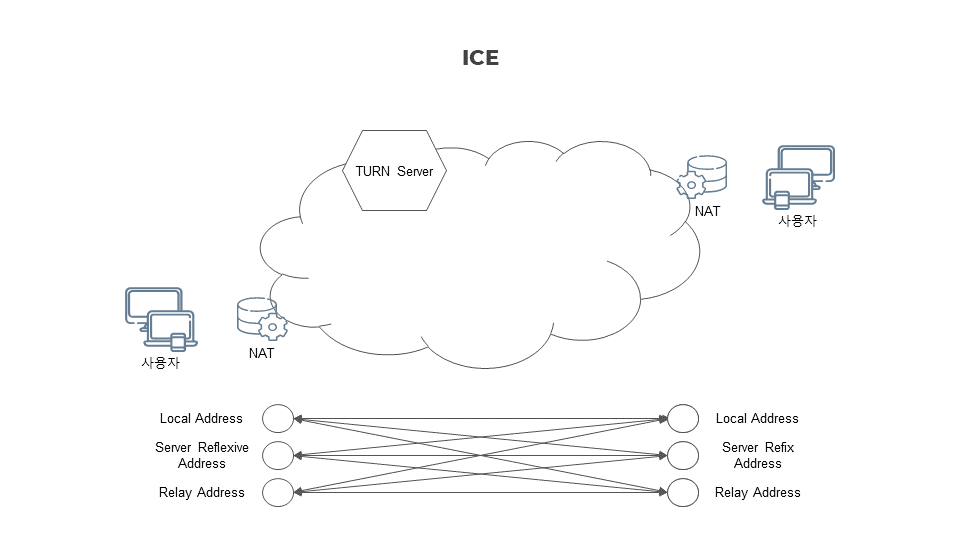 ICE
TURN Server
NAT
사용자
NAT
사용자
Local Address
Local Address
Server Reflexive
Address
Server Refix
Address
Relay Address
Relay Address